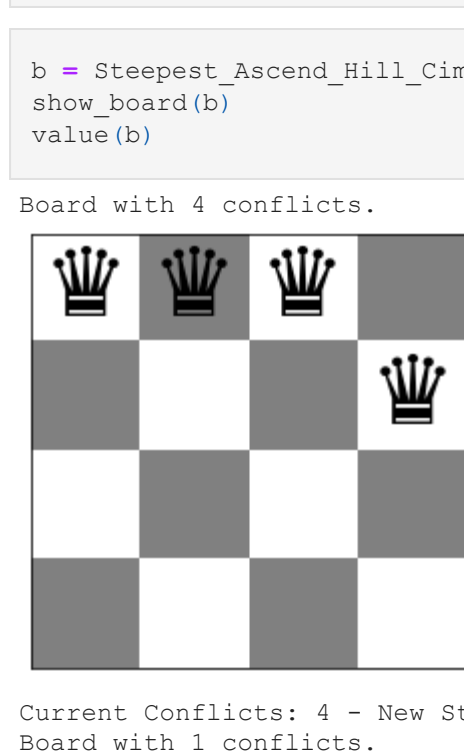 b = Steepest_Ascend_Hill_Cim
show_board(b)
value(b)
Board with 4 conflicts.
Current Conflicts: 4 - New St
Board with 1 conflicts.